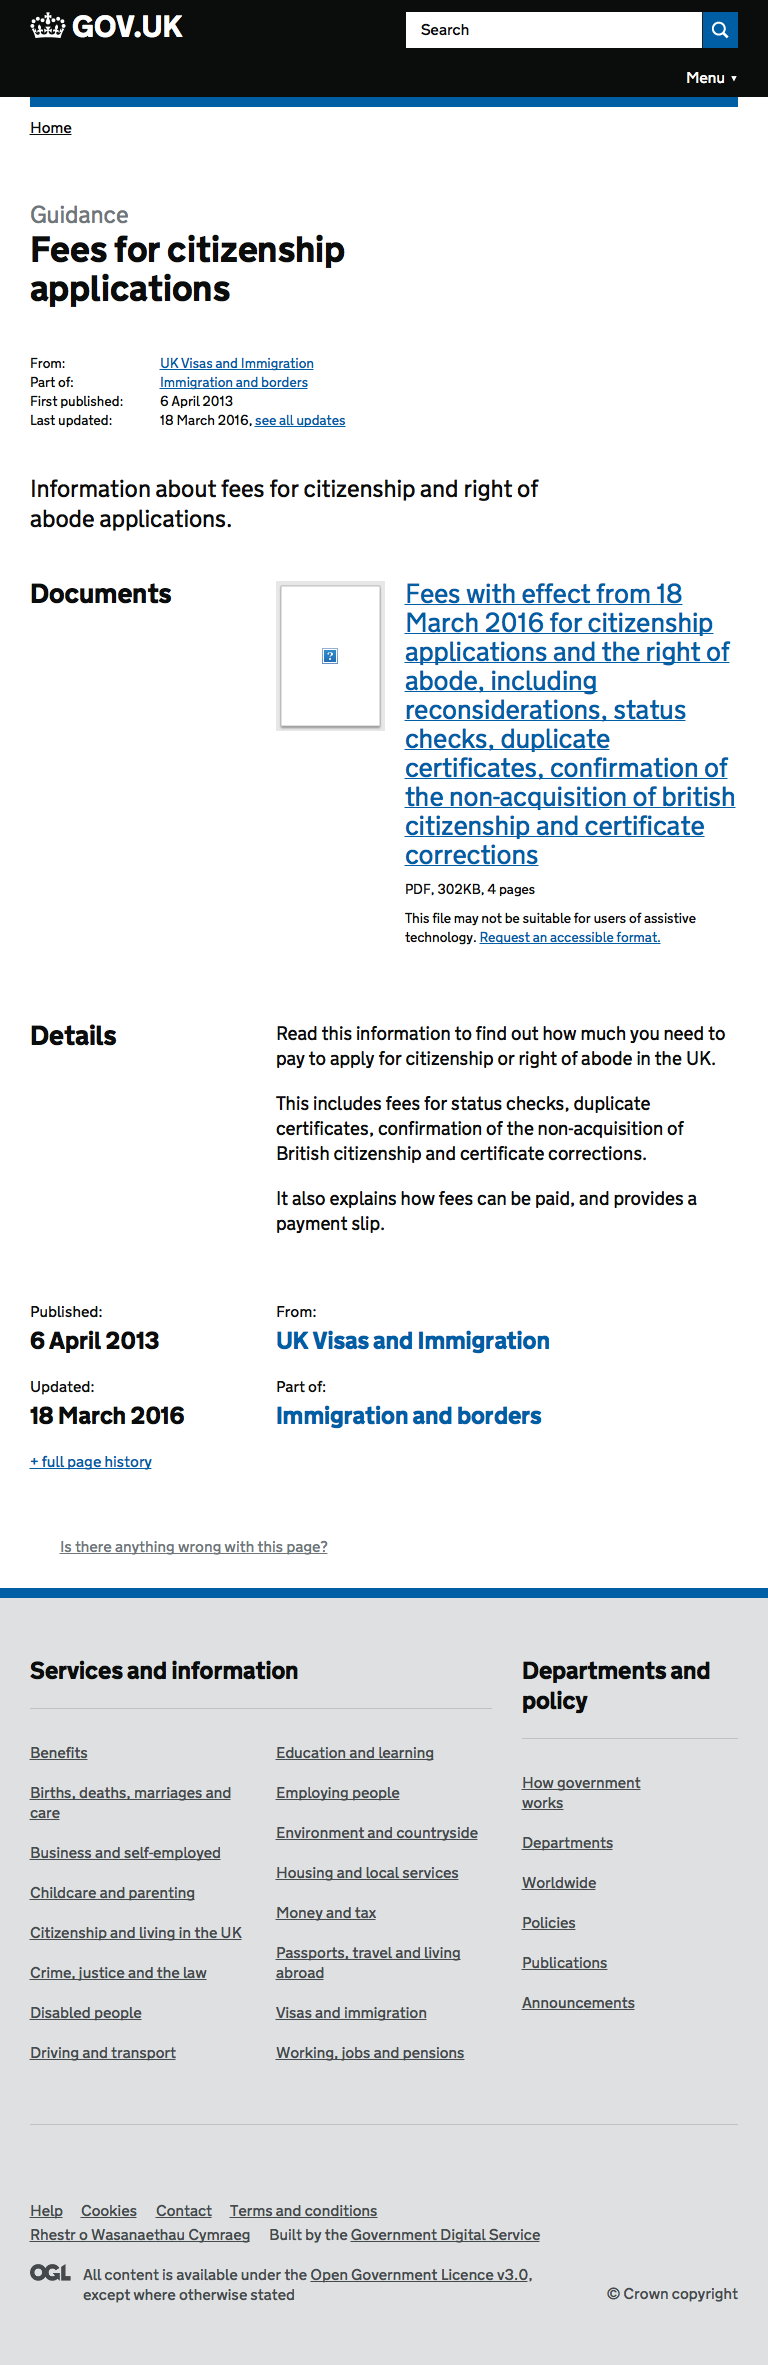 GOV.UK
Search
Menu ▼
Home
Guidance
Fees for citizenship
applications
From: UK Visas and Immigration
Part of: Immigration and borders
First published: 6 April 2013
Last updated: 18 March 2016, see all updates
Information about fees for citizenship and right of
abode applications.
Documents
Fees with effect from 18
March 2016 for citizenship
applications and the right of
abode, including
reconsiderations, status
checks, duplicate
certificates, confirmation of
the non-acquisition of british
citizenship and certificate
corrections
PDF, 302KB, 4 pages
This file may not be suitable for users of assistive
technology. Request an accessible format.
Details
Read this information to find out how much you need to
pay to apply for citizenship or right of abode in the UK.
This includes fees for status checks, duplicate
certificates, confirmation of the non-acquisition of
British citizenship and certificate corrections.
It also explains how fees can be paid, and provides a
payment slip.
Published:
6 April 2013
From:
UK Visas and Immigration
Updated:
18 March 2016
Part of:
Immigration and borders
+ full page history
Is there anything wrong with this page?
Services and information
Benefits
Births, deaths, marriages and
care
Business and self-employed
Childcare and parenting
Citizenship and living in the UK
Crime, justice and the law
Disabled people
Driving and transport
Education and learning
Employing people
Environment and countryside
Housing and local services
Money and tax
Passports, travel and living
abroad
Visas and immigration
Working, jobs and pensions
Departments and
policy
How government
works
Departments
Worldwide
Policies
Publications
Announcements
Help Cookies Contact Terms and conditions
Rhestr o Wasanaethau Cymraeg Built by the Government Digital Service
OGL All content is available under the Open Government Licence v3.0,
except where otherwise stated
© Crown copyright